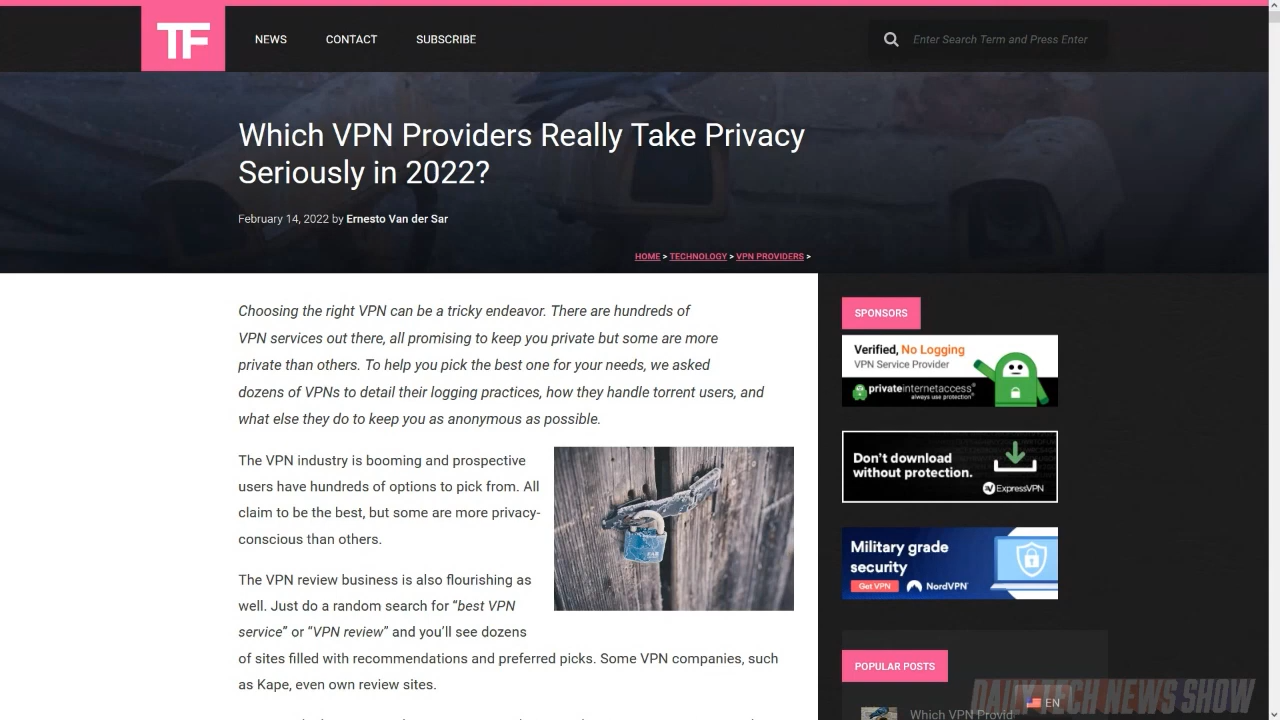 TF
NEWS
CONTACT
SUBSCRIBE
Enter Search Term and Press Enter
Which VPN Providers Really Take Privacy
Seriously in 2022?
February 14, 2022 by Ernesto Van der Sar
HOME > TECHNOLOGY > VPN PROVIDERS >
Choosing the right VPN can be a tricky endeavor. There are hundreds of
VPN services out there, all promising to keep you private but some are more
private than others. To help you pick the best one for your needs, we asked
dozens of VPNs to detail their logging practices, how they handle torrent users, and
what else they do to keep you as anonymous as possible.
The VPN industry is booming and prospective
users have hundreds of options to pick from. All
claim to be the best, but some are more privacy-
conscious than others.
The VPN review business is also flourishing as
well. Just do a random search for “best VPN
service” or “VPN review” and you’ll see dozens
of sites filled with recommendations and preferred picks. Some VPN companies, such
as Kape, even own review sites.
SPONSORS
Verified, No Logging
VPN Service Provider
privateinternetaccess®
always use protection®
Don't download
without protection.
ExpressVPN
Military grade
security
Get VPN
NordVPN®
POPULAR POSTS
Which VPN Provid
EN
DAILY TECH NEWS SHOW